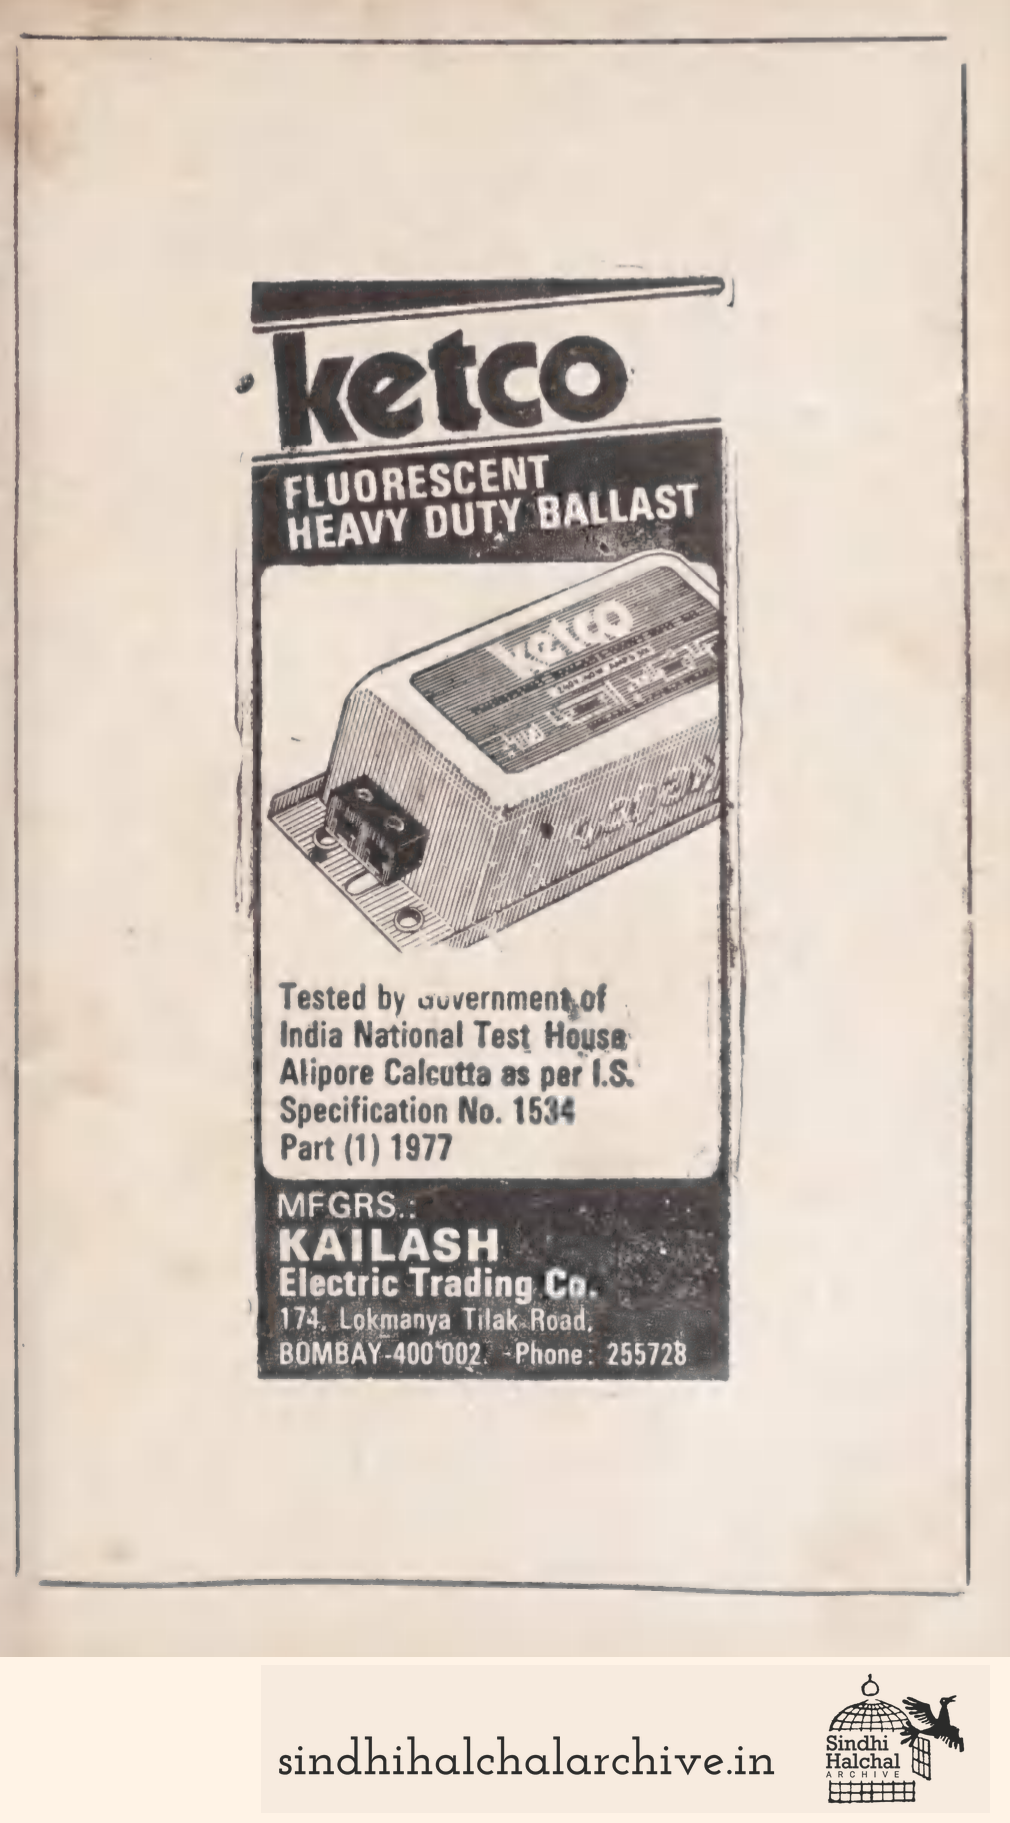 ketco
FLUORESCENT
HEAVY DUTY BALLAST
ketco
ketco
Tested by Government of
India National Test House
Alipore Calcutta as per I.S.
Specification No. 1534
Part (1) 1977
MFGRS.:
KAILASH
Electric Trading Co.
174, Lokmanya Tilak Road,
BOMBAY-400 002. -Phone: 255728
sindhihalchalarchive.in
Sindhi
Halchal
ARCHIVE